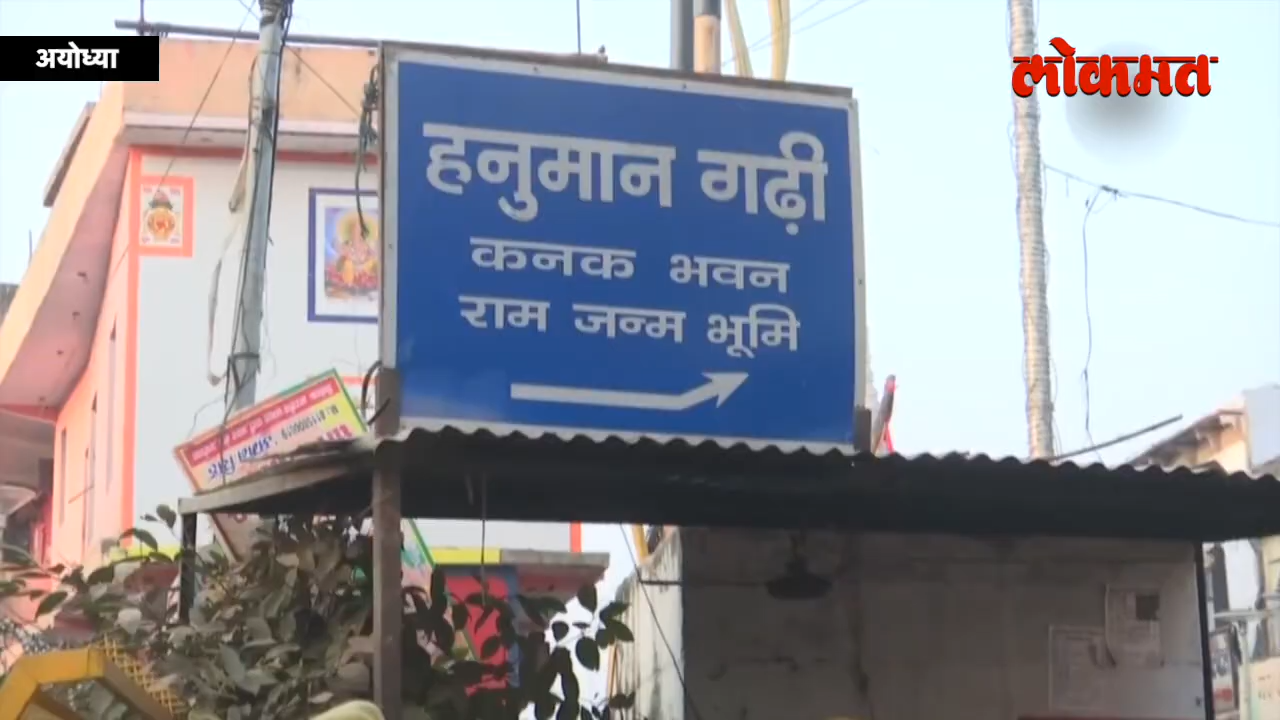 अयोध्या
लोकमत
हनुमान गढ़ी
कनक भवन
राम जन्म भूमि